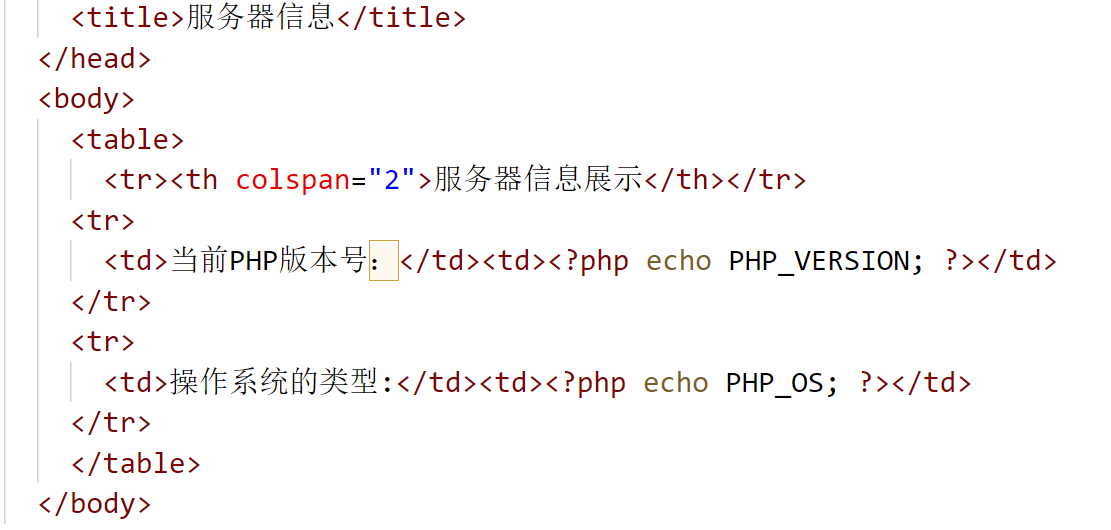 <title>服务器信息</title>
</head>
<body>
<table>
<tr><th colspan="2">服务器信息展示</th></tr>
<tr>
<td>当前PHP版本号：</td><td><?php echo PHP_VERSION; ?></td>
</tr>
<tr>
<td>操作系统的类型:</td><td><?php echo PHP_OS; ?></td>
</tr>
</table>
</body>